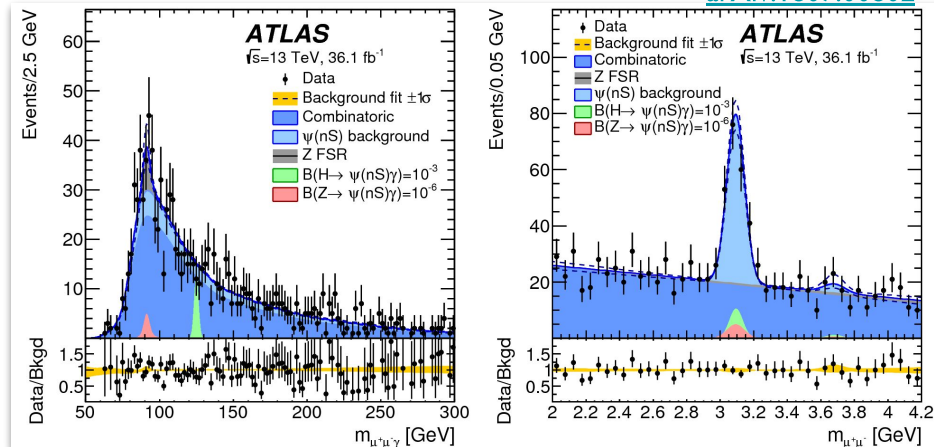 ATLAS
√s=13 TeV, 36.1 fb⁻¹
Data
Background fit ±1σ
Combinatoric
ψ(nS) background
Z FSR
B(H→ ψ(nS)γ)=10⁻³
B(Z→ ψ(nS)γ)=10⁻⁶
Events/2.5 GeV
60
50
40
30
20
10
Data/Bkgd
1.5
1
0.5
50 100 150 200 250 300
m_μ⁺μ⁻γ [GeV]
Data
Background fit ±1σ
Combinatoric
Z FSR
ψ(nS) background
B(H→ ψ(nS)γ)=10⁻³
B(Z→ ψ(nS)γ)=10⁻⁶
ATLAS
√s=13 TeV, 36.1 fb⁻¹
Events/0.05 GeV
100
80
60
40
20
Data/Bkgd
1.5
1
0.5
2 2.2 2.4 2.6 2.8 3 3.2 3.4 3.6 3.8 4 4.2
m_μ⁺μ⁻ [GeV]